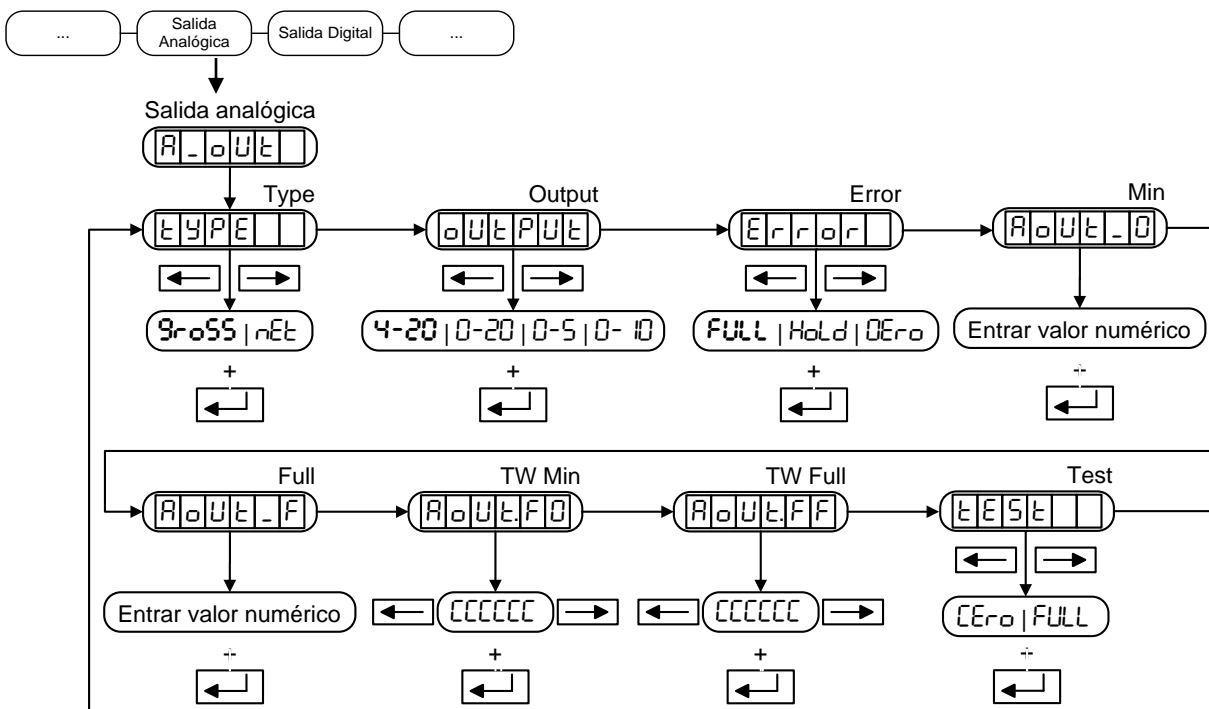 ...
Salida
Analógica
Salida Digital
...
Salida analógica
A_oUt
Type
Output
Error
Min
tYPE
oUtPUt
Error
AoUt_0
groSS | nEt
4-20 | 0-20 | 0-5 | 0- 10
FULL | HoLd | 0Ero
Entrar valor numérico
+
+
+
+
Full
TW Min
TW Full
Test
AoUt_F
AoUt.F0
AoUt.FF
tESt
Entrar valor numérico
CCCCCC
CCCCCC
CEro | FULL
+
+
+
+